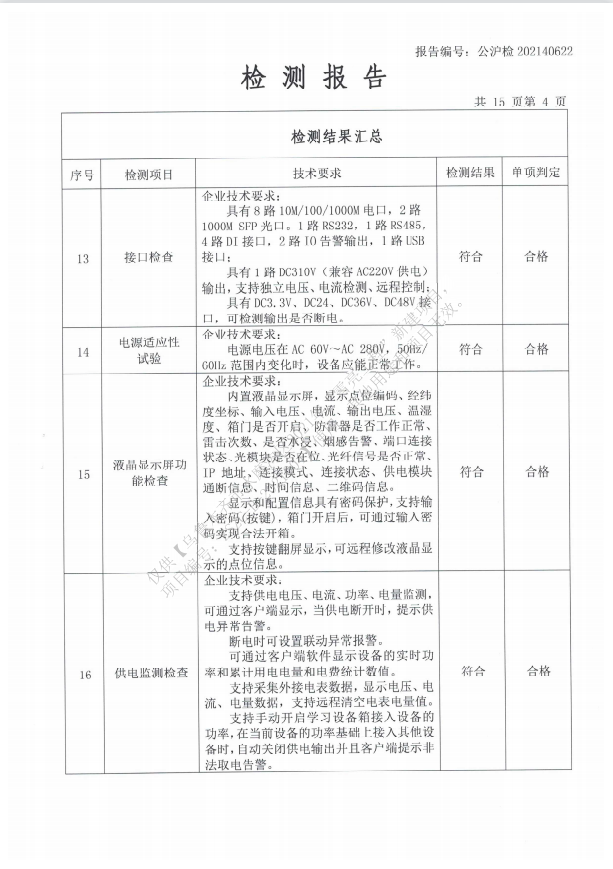 报告编号：公沪检 202140622
检 测 报 告
共 15 页第 4 页
检测结果汇总
序号 检测项目 技术要求 检测结果 单项判定
企业技术要求：
具有 8 路 10M/100/1000M 电口，2 路
1000M SFP 光口。1 路 RS232，1 路 RS485，
4 路 DI 接口，2 路 IO 告警输出，1 路 USB
接口；
13 接口检查 符合 合格
具有 1 路 DC310V（兼容 AC220V 供电）
输出，支持独立电压、电流检测、远程控制；
具有 DC3.3V、DC24、DC36V、DC48V 接
口，可检测输出是否断电。
企业技术要求：
14 电源适应性
试验 符合 合格
电源电压在 AC 60V～AC 280V，50Hz/
60Hz 范围内变化时，设备应能正常工作。
企业技术要求：
内置液晶显示屏，显示点位编码、经纬
度坐标、输入电压、电流、输出电压、温湿
度、箱门是否开启、防雷器是否工作正常、
雷击次数、是否水浸、烟感告警、端口连接
状态、光模块是否在位、光纤信号是否正常、
15 液晶显示屏功
能检查 符合 合格
IP 地址、连接模式、连接状态、供电模块
通断信息、时间信息、二维码信息。
显示和配置信息具有密码保护，支持输
入密码(按键)，箱门开启后，可通过输入密
码实现合法开箱。
支持按键翻屏显示，可远程修改液晶显
示的点位信息。
企业技术要求：
支持供电电压、电流、功率、电量监测，
可通过客户端显示，当供电断开时，提示供
电异常告警。
断电时可设置联动异常报警。
可通过客户端软件显示设备的实时功
率和累计用电电量和电费统计数值。
16 供电监测检查 符合 合格
支持采集外接电表数据，显示电压、电
流、电量数据，支持远程清空电表电量值。
支持手动开启学习设备箱接入设备的
功率，在当前设备的功率基础上接入其他设
备时，自动关闭供电输出并且客户端提示非
法取电告警。
仅供【
项目编号：